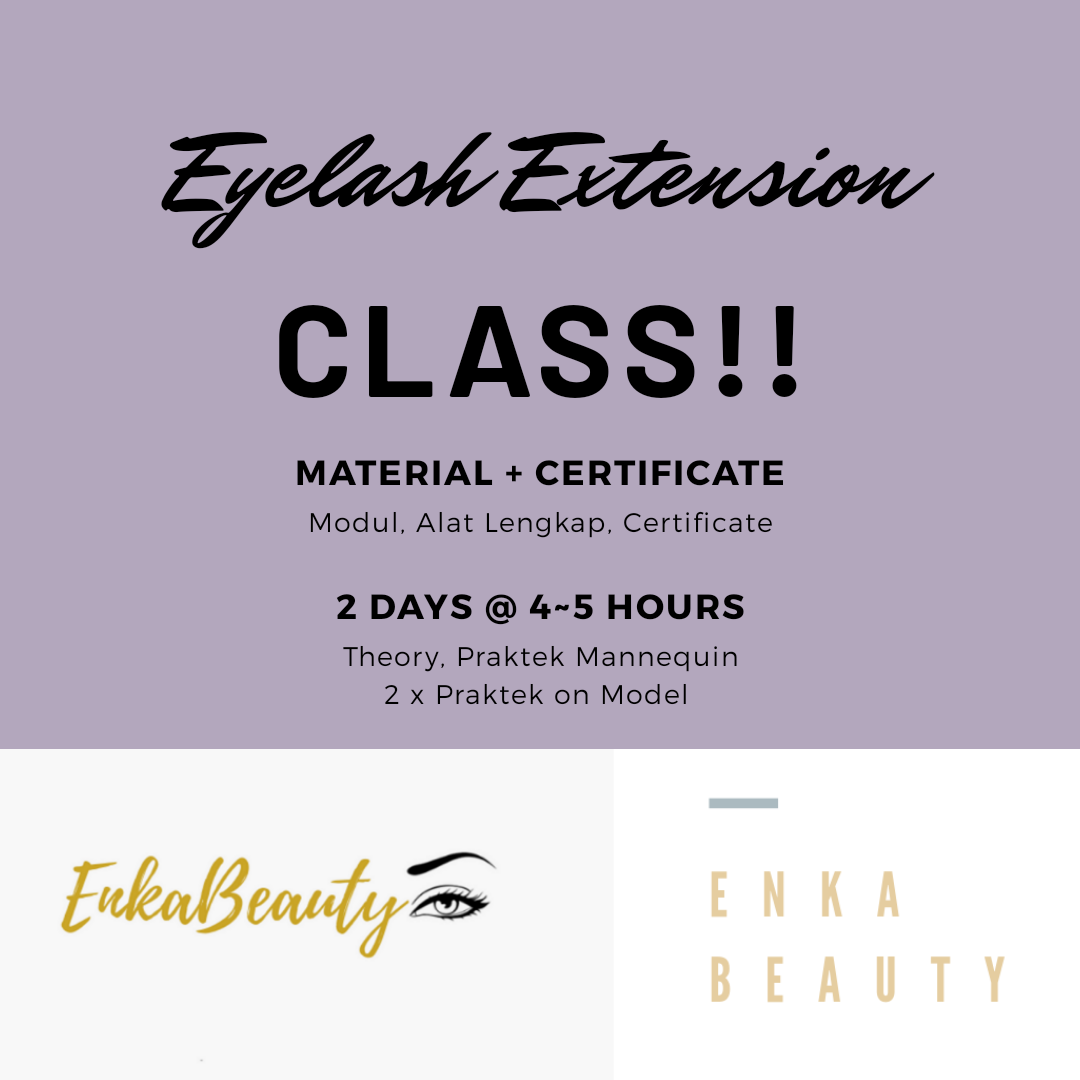 Eyelash Extension
CLASS!!
MATERIAL + CERTIFICATE
Modul, Alat Lengkap, Certificate
2 DAYS @ 4~5 HOURS
Theory, Praktek Mannequin
2 x Praktek on Model
EnkaBeauty
ENKA
BEAUTY